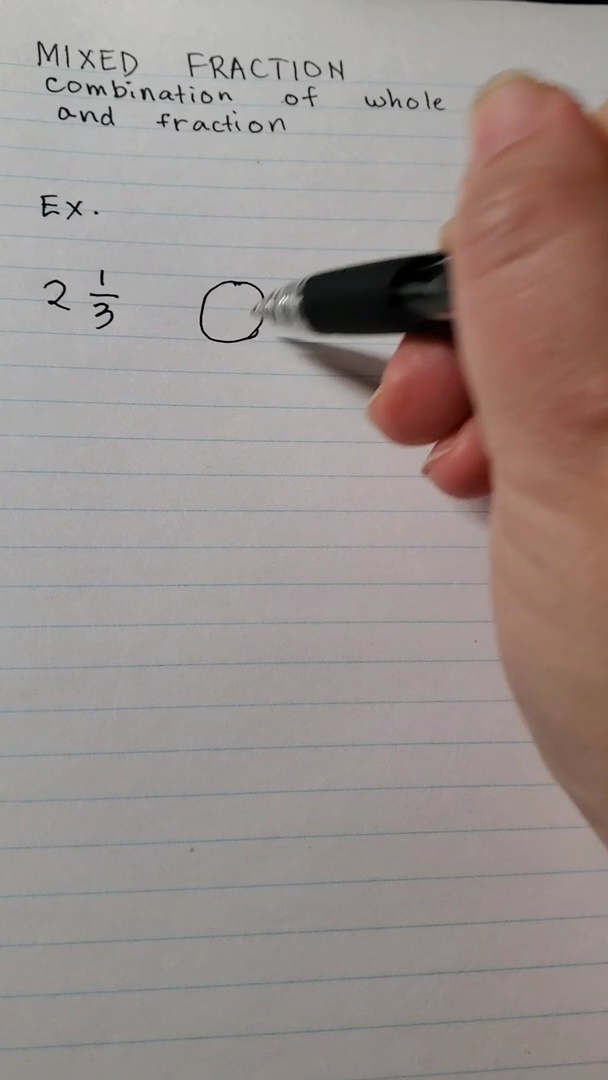 MIXED FRACTION
combination of whole
and fraction
Ex.
2 1/3